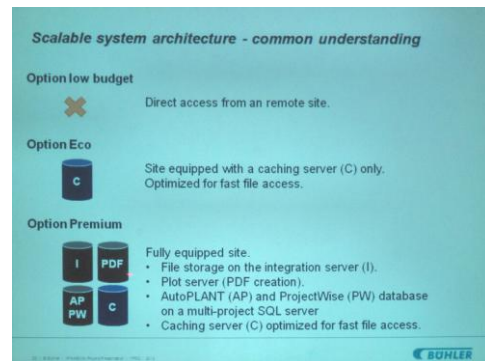 Scalable system architecture - common understanding
Option low budget
Direct access from an remote site.
Option Eco
C
Site equipped with a caching server (C) only.
Optimized for fast file access.
Option Premium
I
PDF
AP
PW
C
Fully equipped site.
• File storage on the integration server (I).
• Plot server (PDF creation).
• AutoPLANT (AP) and ProjectWise (PW) database
on a multi-project SQL server
• Caching server (C) optimized for fast file access.
BUHLER